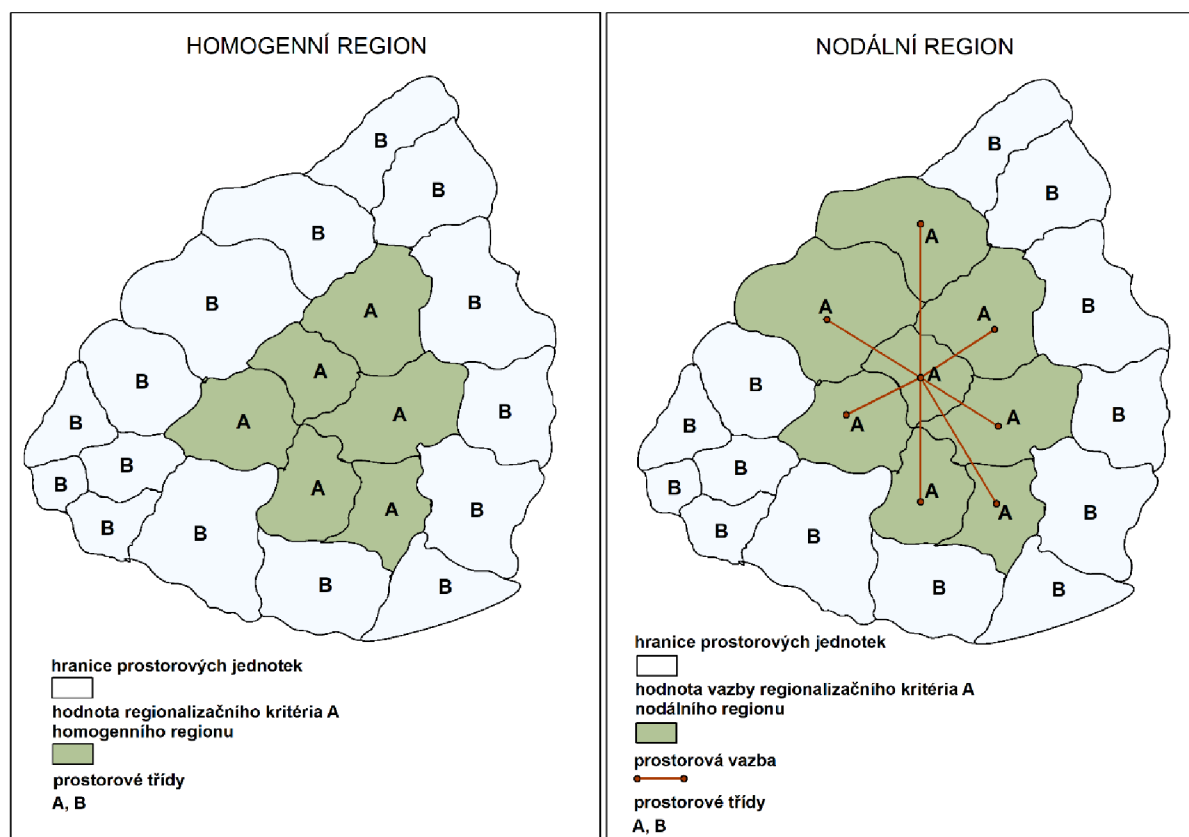 HOMOGENNÍ REGION
B
B
B
B
B
A
B
A
B
A
A
B
B
B
B
A
A
B
B
B
B
hranice prostorových jednotek
hodnota regionalizačního kritéria A
homogenního regionu
prostorové třídy
A, B
NODÁLNÍ REGION
B
B
A
A
B
A
A
B
B
A
A
B
B
B
A
A
B
B
B
B
B
hranice prostorových jednotek
hodnota vazby regionalizačního kritéria A
nodálního regionu
prostorová vazba
prostorové třídy
A, B